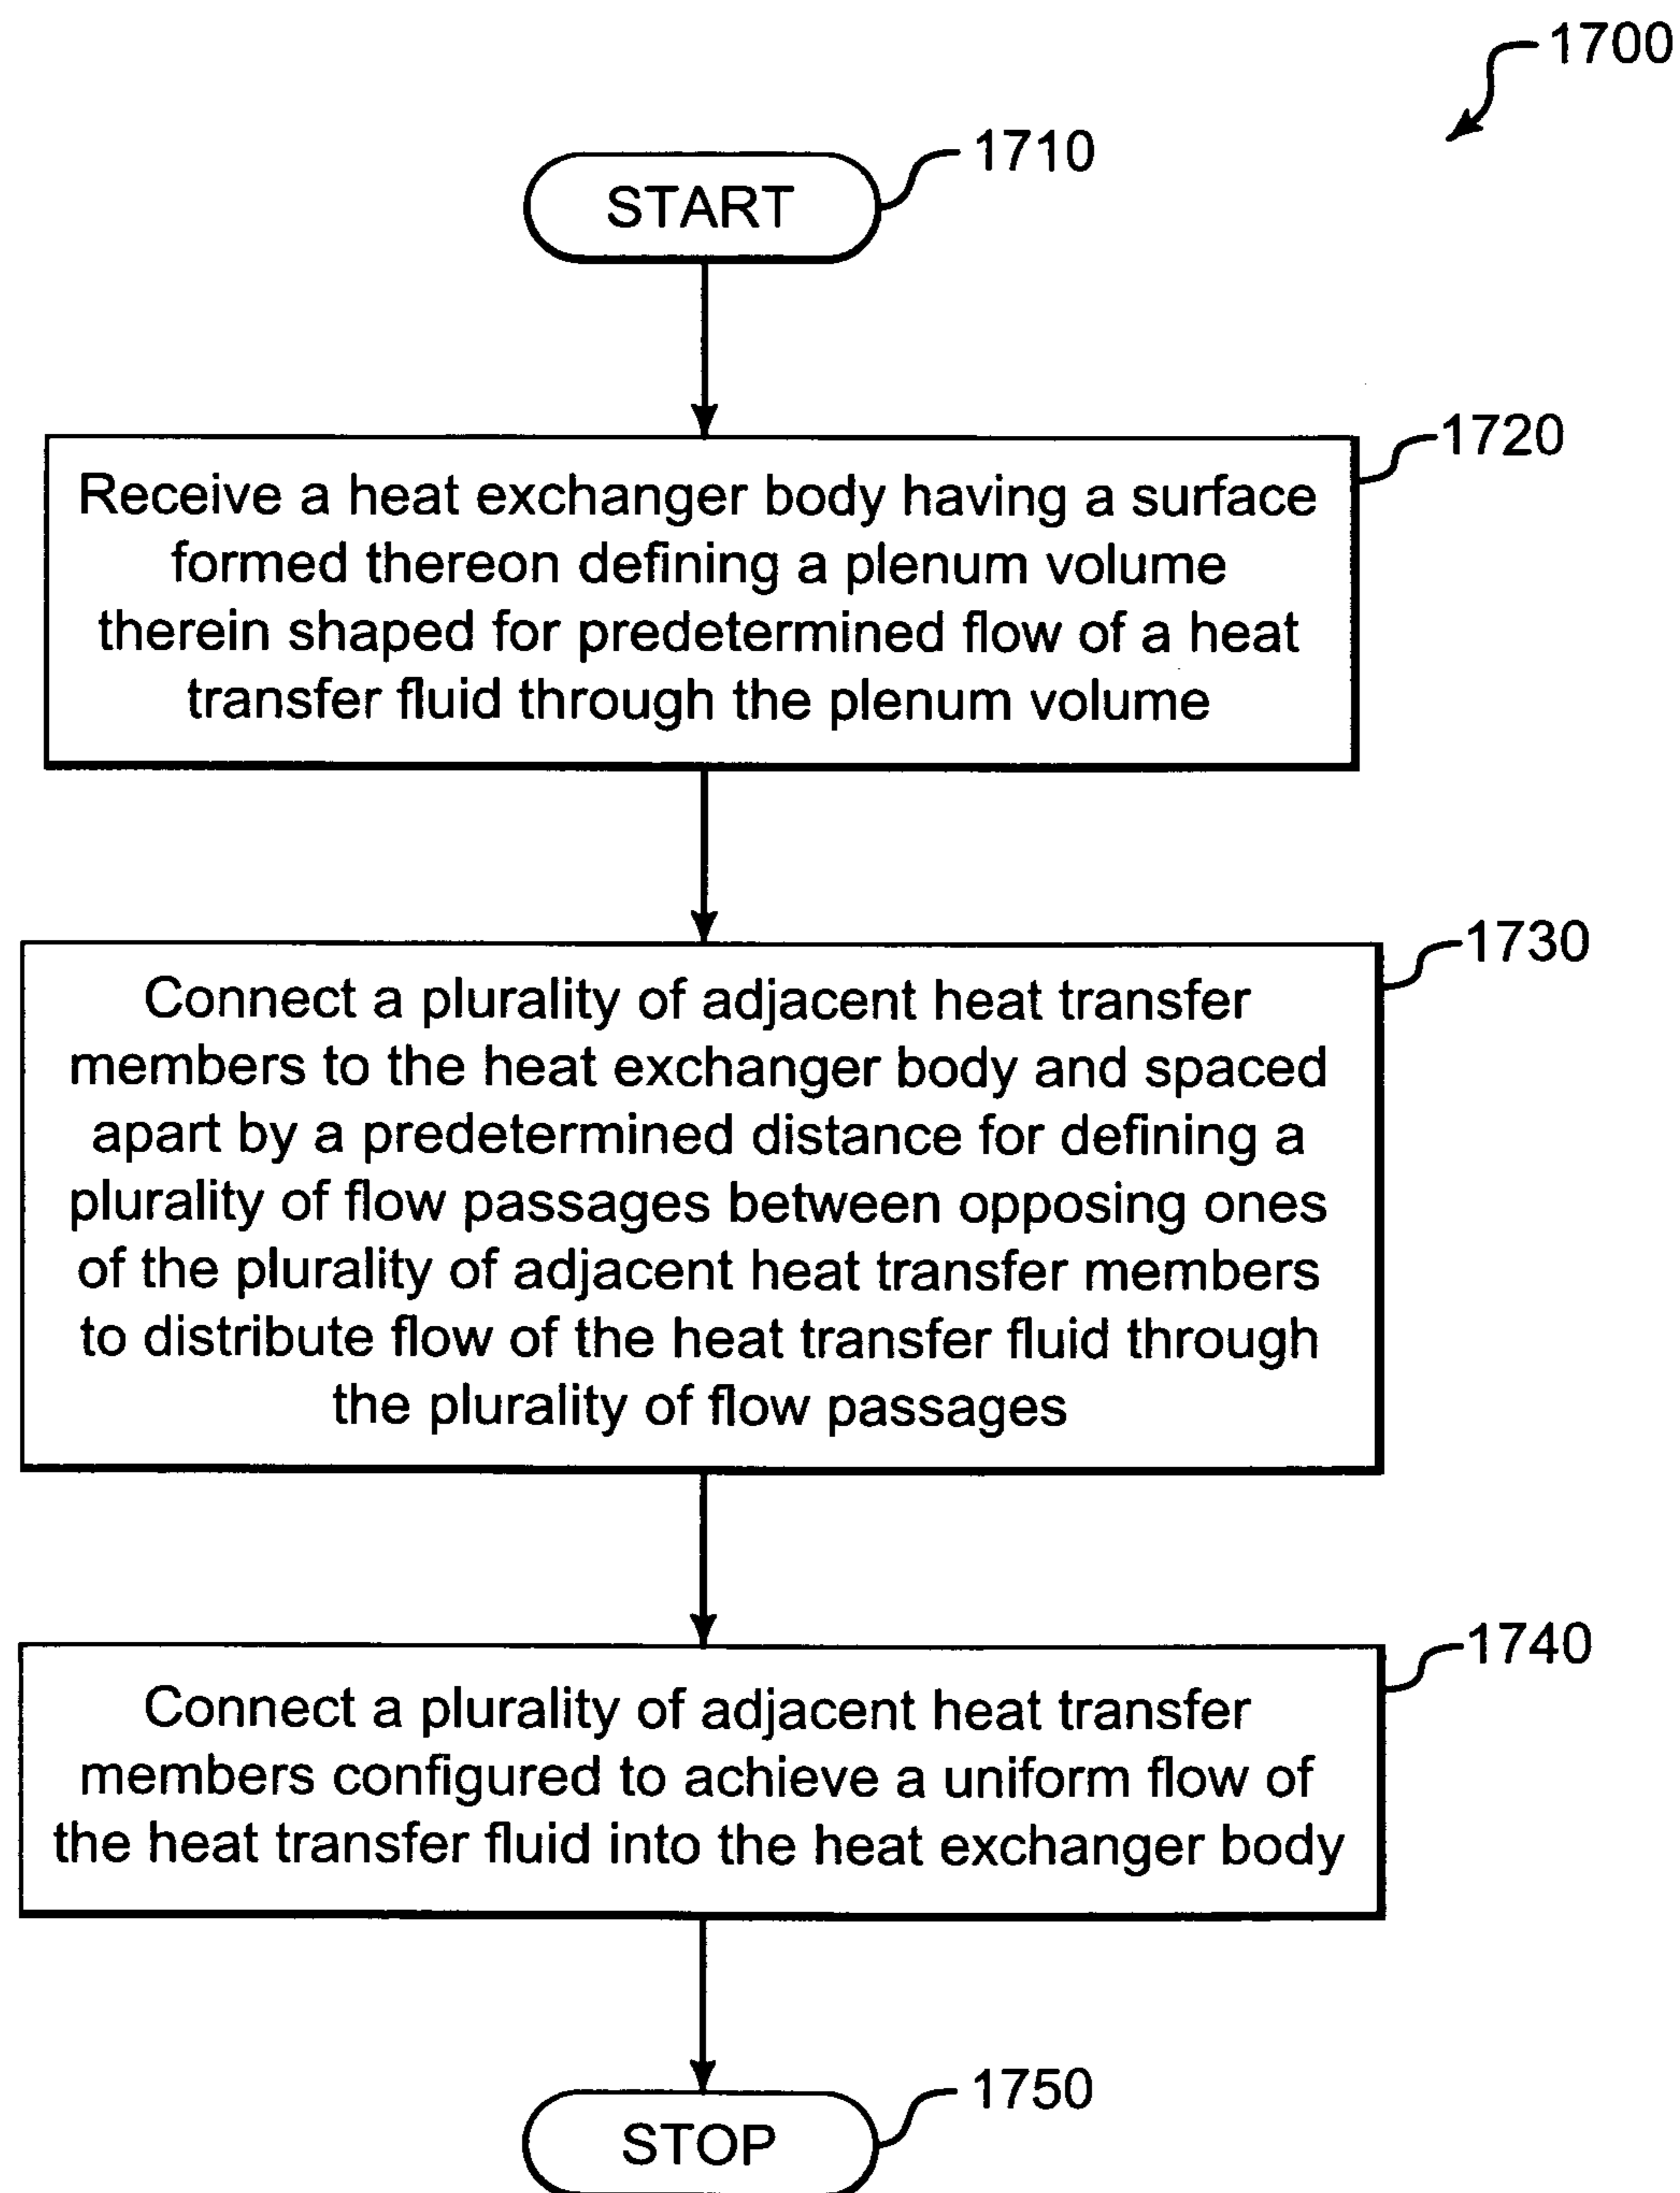 1700
START
1710
1720
Receive a heat exchanger body having a surface
formed thereon defining a plenum volume
therein shaped for predetermined flow of a heat
transfer fluid through the plenum volume
1730
Connect a plurality of adjacent heat transfer
members to the heat exchanger body and spaced
apart by a predetermined distance for defining a
plurality of flow passages between opposing ones
of the plurality of adjacent heat transfer members
to distribute flow of the heat transfer fluid through
the plurality of flow passages
1740
Connect a plurality of adjacent heat transfer
members configured to achieve a uniform flow of
the heat transfer fluid into the heat exchanger body
1750
STOP